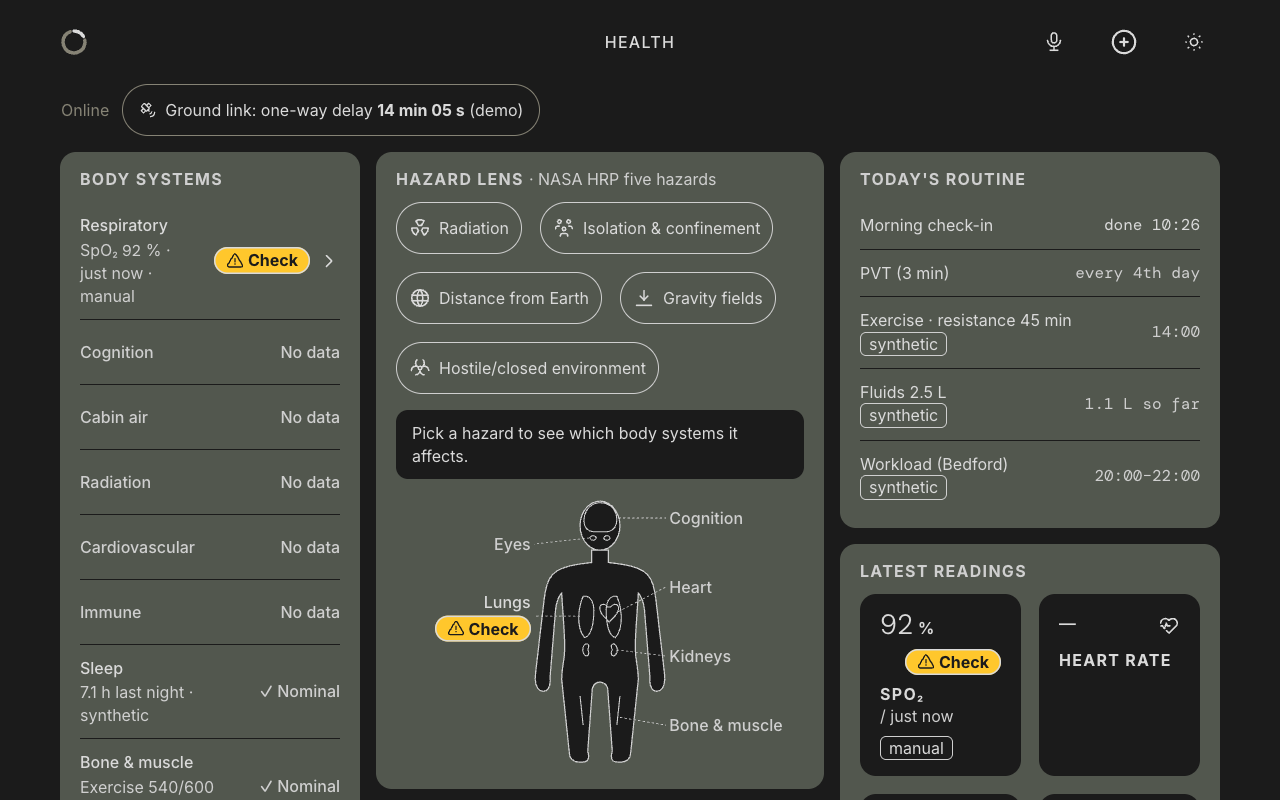 HEALTH
Online
Ground link: one-way delay 14 min 05 s (demo)
BODY SYSTEMS
Respiratory
SpO₂ 92 % ·
just now ·
manual
Check
Cognition
No data
Cabin air
No data
Radiation
No data
Cardiovascular
No data
Immune
No data
Sleep
7.1 h last night ·
synthetic
✓ Nominal
Bone & muscle
Exercise 540/600
✓ Nominal
HAZARD LENS · NASA HRP five hazards
Radiation
Isolation & confinement
Distance from Earth
Gravity fields
Hostile/closed environment
Pick a hazard to see which body systems it
affects.
Cognition
Eyes
Heart
Lungs
Check
Kidneys
Bone & muscle
TODAY'S ROUTINE
Morning check-in
done 10:26
PVT (3 min)
every 4th day
Exercise · resistance 45 min
synthetic
14:00
Fluids 2.5 L
synthetic
1.1 L so far
Workload (Bedford)
synthetic
20:00–22:00
LATEST READINGS
92 %
Check
SPO₂
/ just now
manual
—
HEART RATE